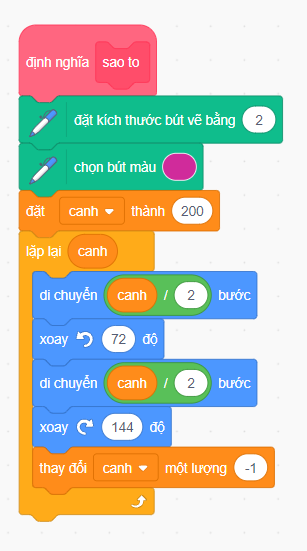 định nghĩa sao to
đặt kích thước bút vẽ bằng 2
chọn bút màu
đặt canh thành 200
lặp lại canh
di chuyển canh / 2 bước
xoay 72 độ
di chuyển canh / 2 bước
xoay 144 độ
thay đổi canh một lượng -1